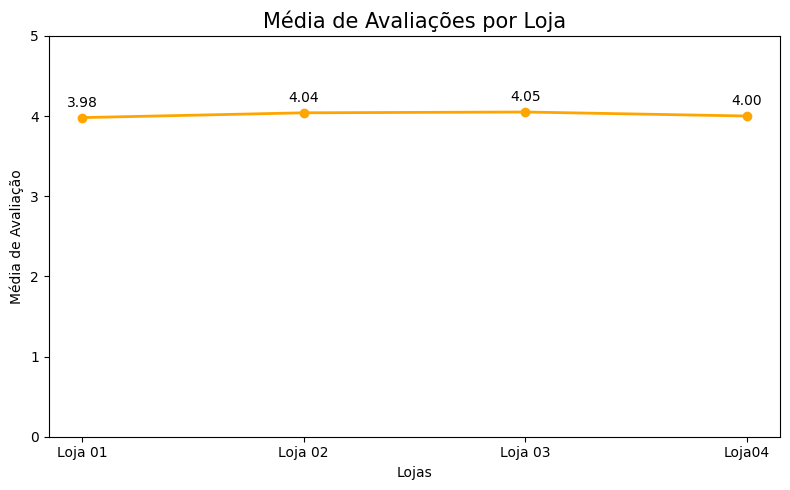 Média de Avaliações por Loja
5
4
3
2
1
0
Média de Avaliação
3.98
4.04
4.05
4.00
Loja 01
Loja 02
Loja 03
Loja04
Lojas